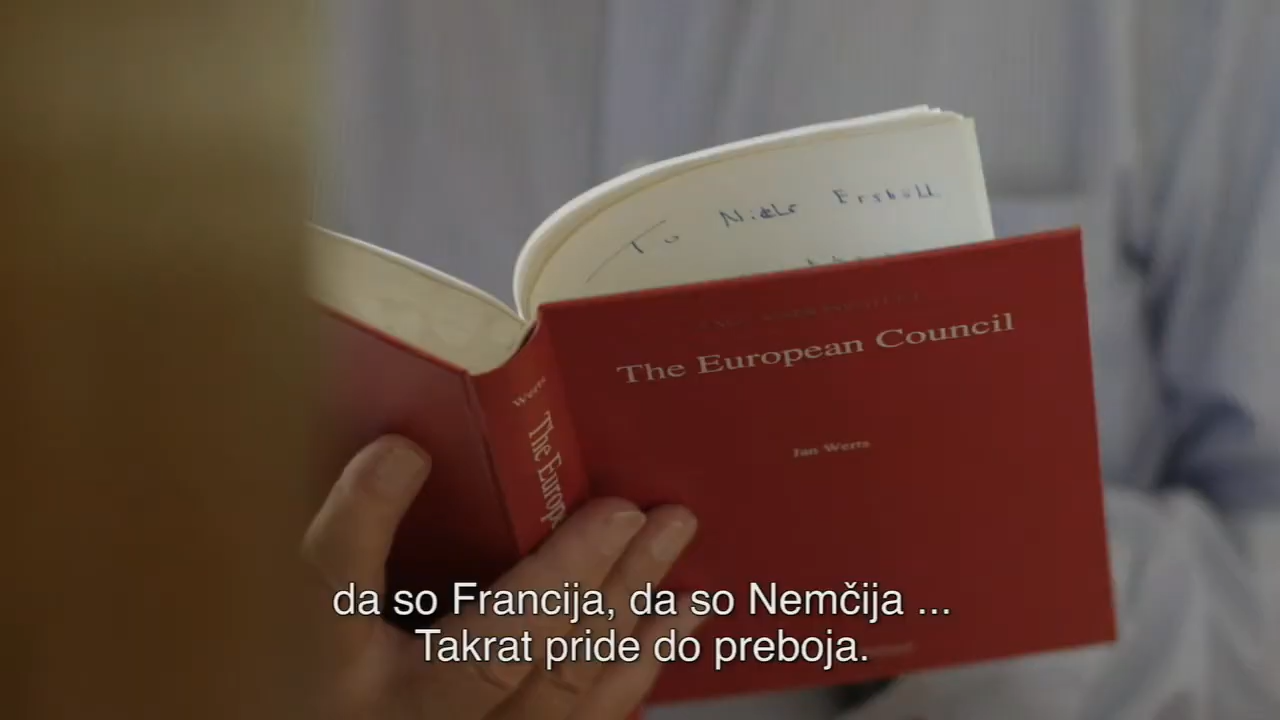 To Niels Ersbøll
The European Council
Jan Werts
Werts
The Europe
da so Francija, da so Nemčija ...
Takrat pride do preboja.